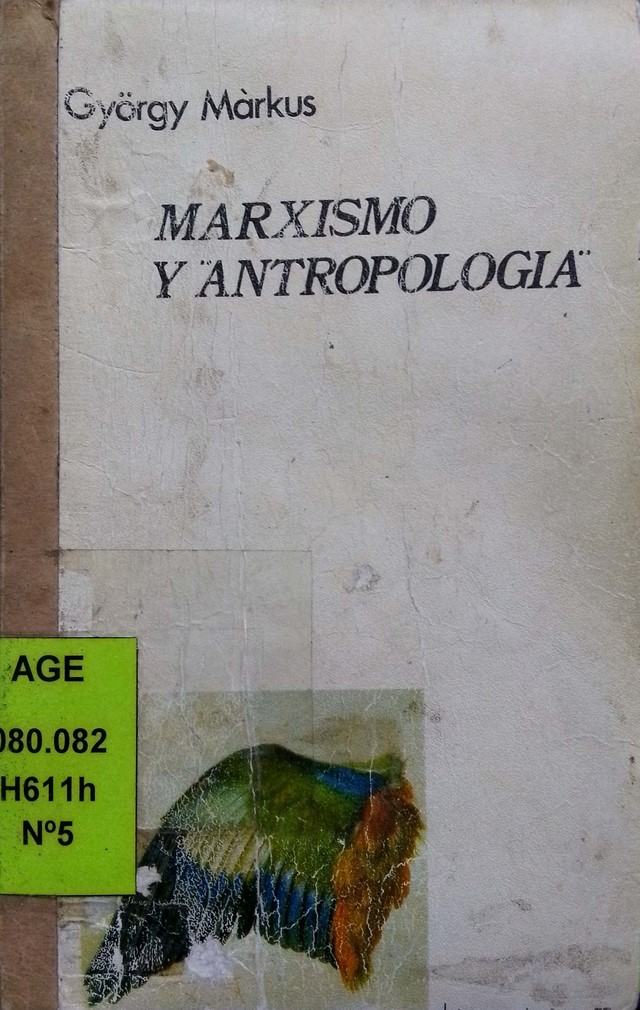 György Màrkus
MARXISMO
Y "ANTROPOLOGIA"
AGE
080.082
H611h
Nº5